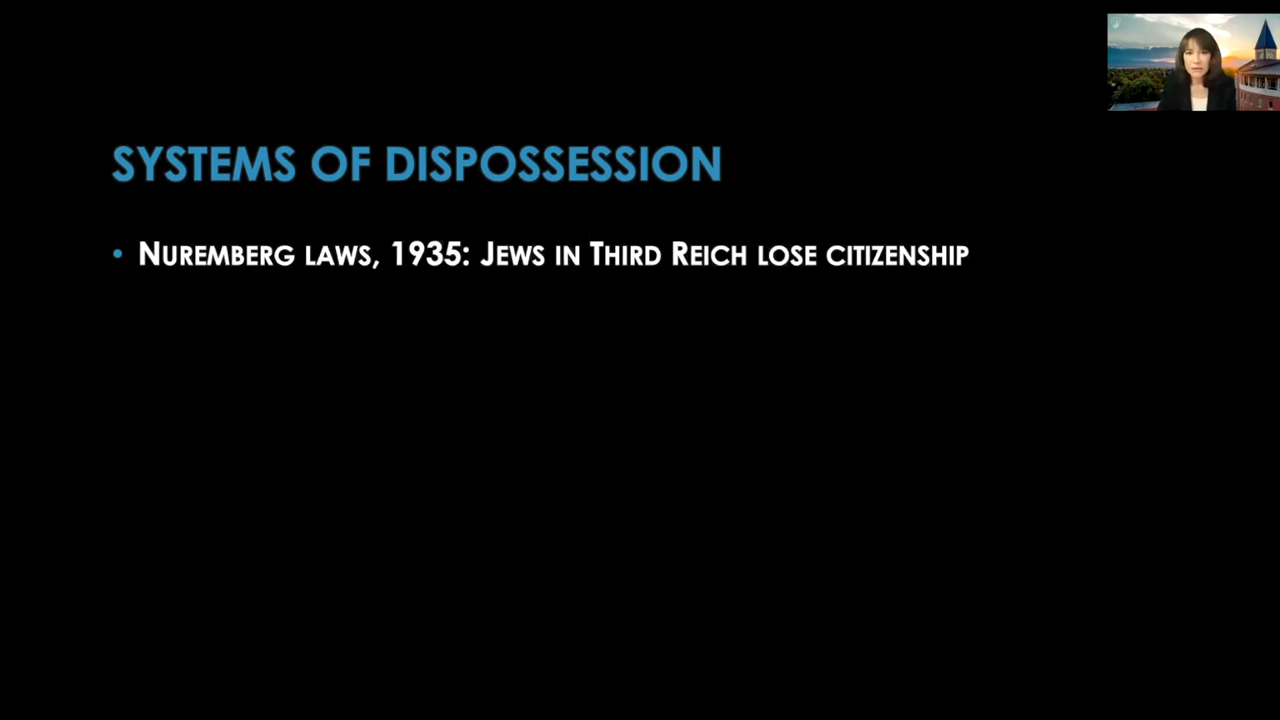 SYSTEMS OF DISPOSSESSION
• NUREMBERG LAWS, 1935: JEWS IN THIRD REICH LOSE CITIZENSHIP